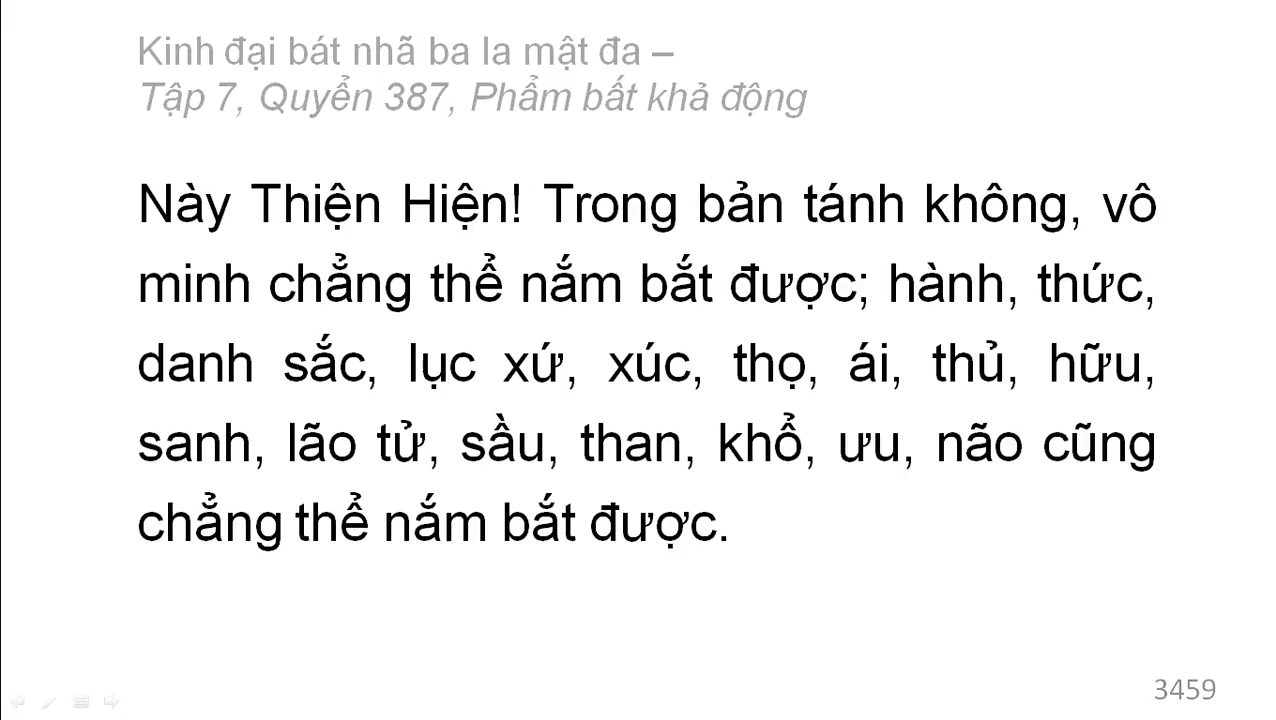 Kinh đại bát nhã ba la mật đa –
Tập 7, Quyển 387, Phẩm bất khả động
Này Thiện Hiện! Trong bản tánh không, vô
minh chẳng thể nắm bắt được; hành, thức,
danh sắc, lục xứ, xúc, thọ, ái, thủ, hữu,
sanh, lão tử, sầu, than, khổ, ưu, não cũng
chẳng thể nắm bắt được.
3459